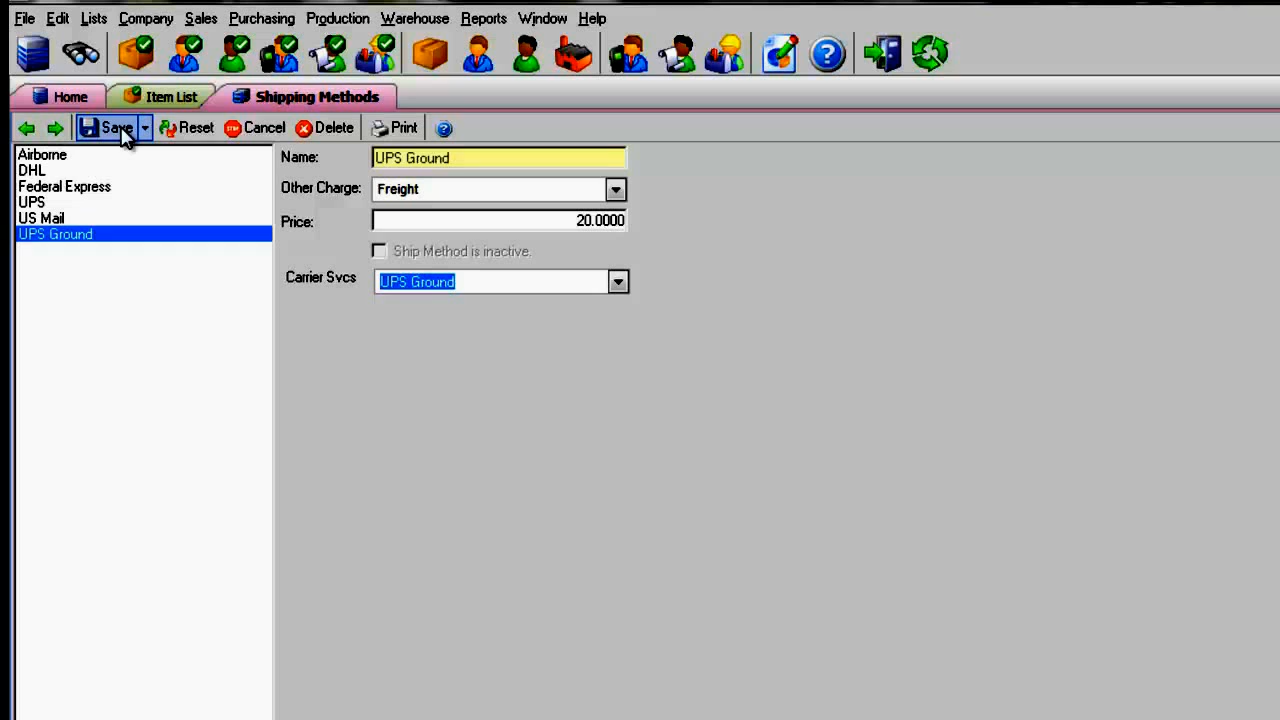 File Edit Lists Company Sales Purchasing Production Warehouse Reports Window Help
Home Item List Shipping Methods
Save Reset Cancel Delete Print
Airborne
DHL
Federal Express
UPS
US Mail
UPS Ground
Name: UPS Ground
Other Charge: Freight
Price: 20.0000
Ship Method is inactive.
Carrier Svcs UPS Ground